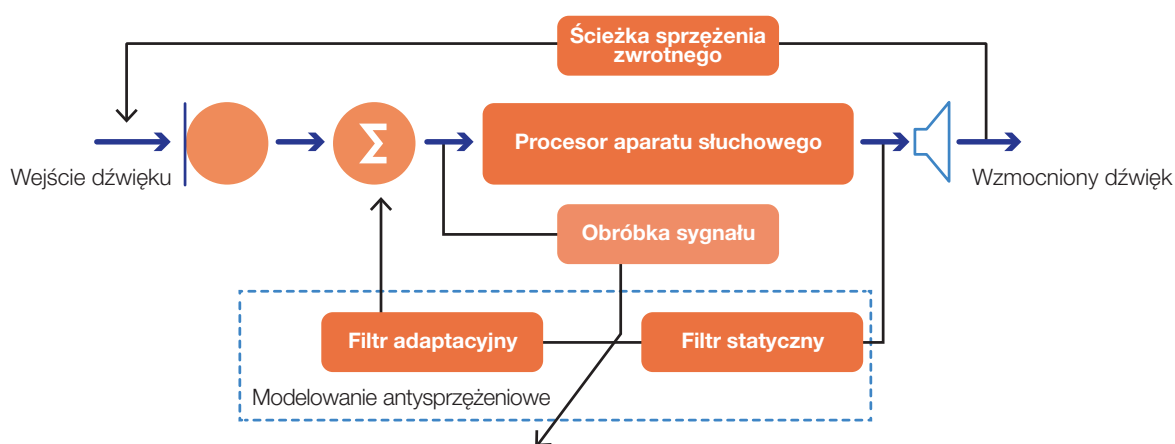 Ścieżka sprzężenia
zwrotnego
Wejście dźwięku
Σ
Procesor aparatu słuchowego
Wzmocniony dźwięk
Obróbka sygnału
Filtr adaptacyjny
Filtr statyczny
Modelowanie antysprzężeniowe